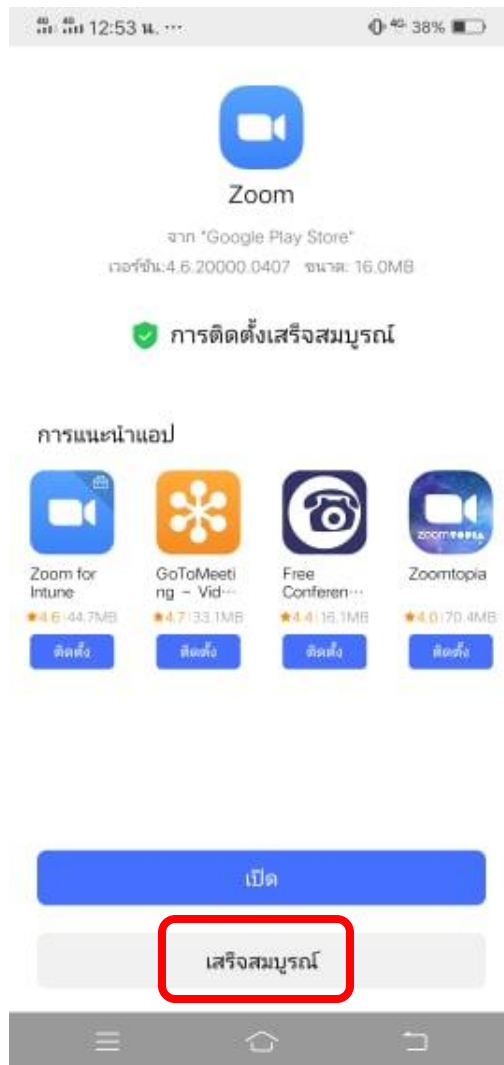 12:53 น. ...
4G 38%
Zoom
จาก "Google Play Store"
เวอร์ชัน:4.6.20000.0407 ขนาด: 16.0MB
การติดตั้งเสร็จสมบูรณ์
การแนะนำแอป
Zoom for Intune
GoToMeeti ng – Vid...
Free Conferen...
Zoomtopia
zoomtopia
★4.6 44.7MB
★4.7 33.1MB
★4.4 16.1MB
★4.0 70.4MB
ติดตั้ง
ติดตั้ง
ติดตั้ง
ติดตั้ง
เปิด
เสร็จสมบูรณ์